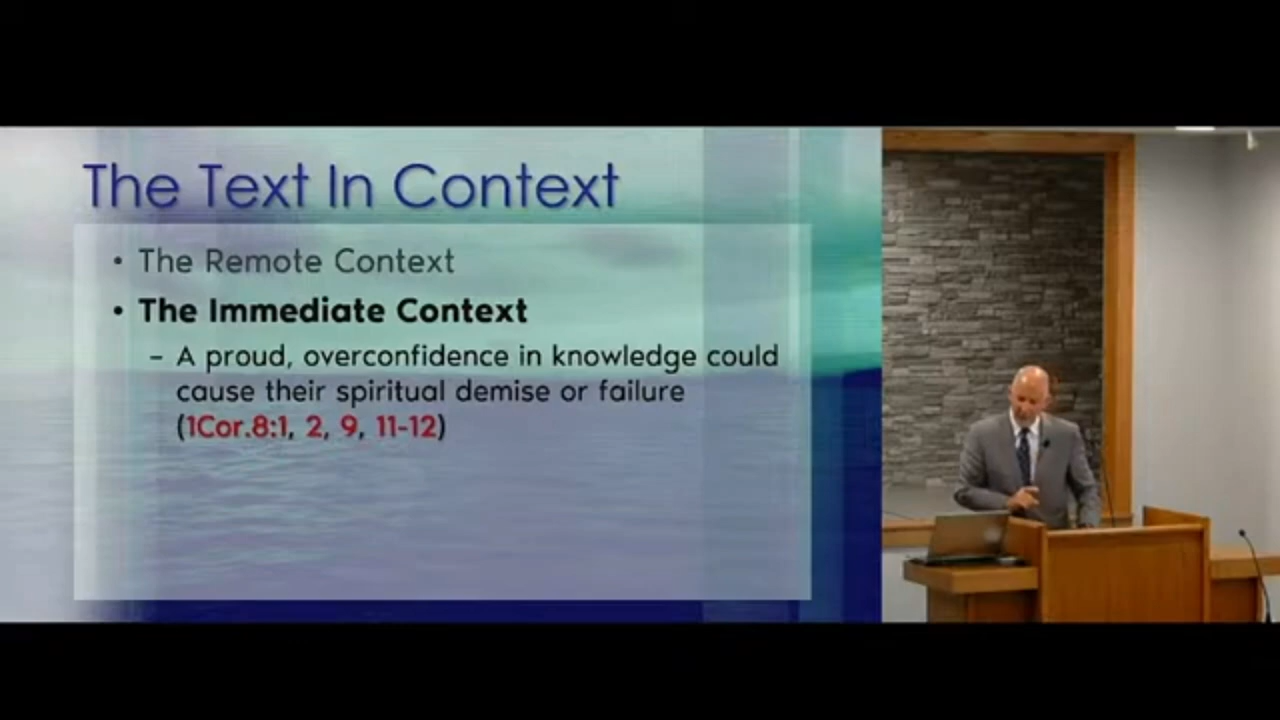 The Text In Context
• The Remote Context
• The Immediate Context
– A proud, overconfidence in knowledge could
cause their spiritual demise or failure
(1Cor.8:1, 2, 9, 11-12)